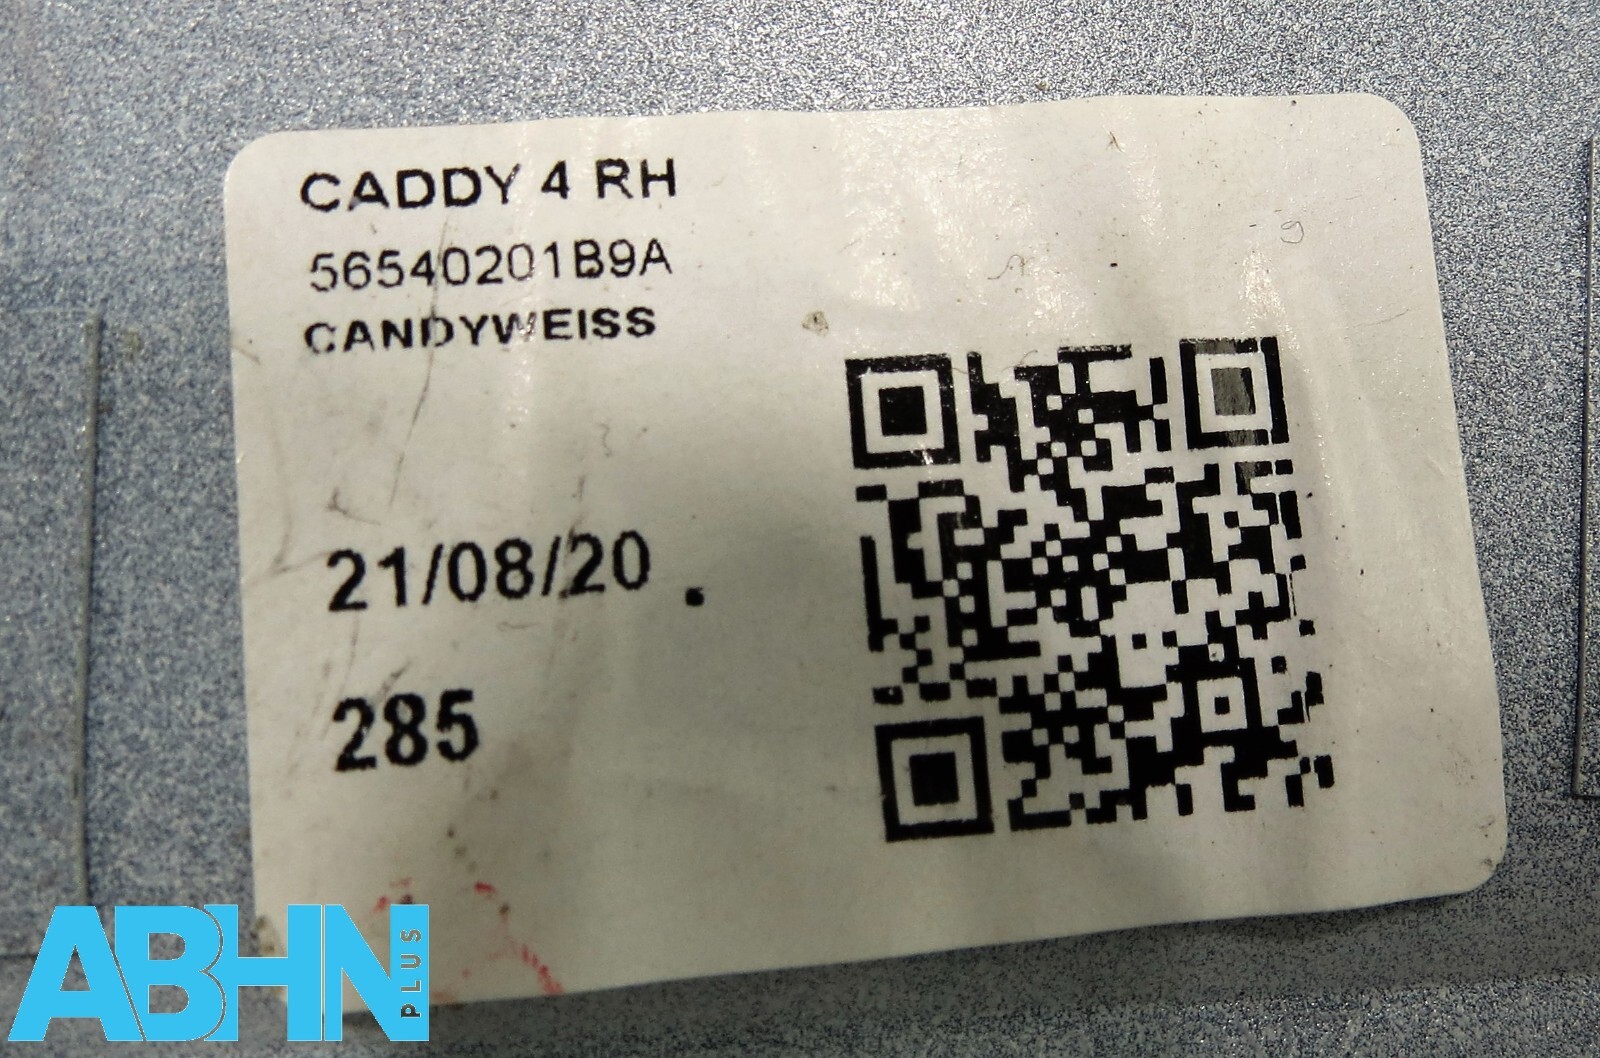 CADDY 4 RH
56540201B9A
CANDYWEISS
21/08/20 .
285
ABHN
PLUS